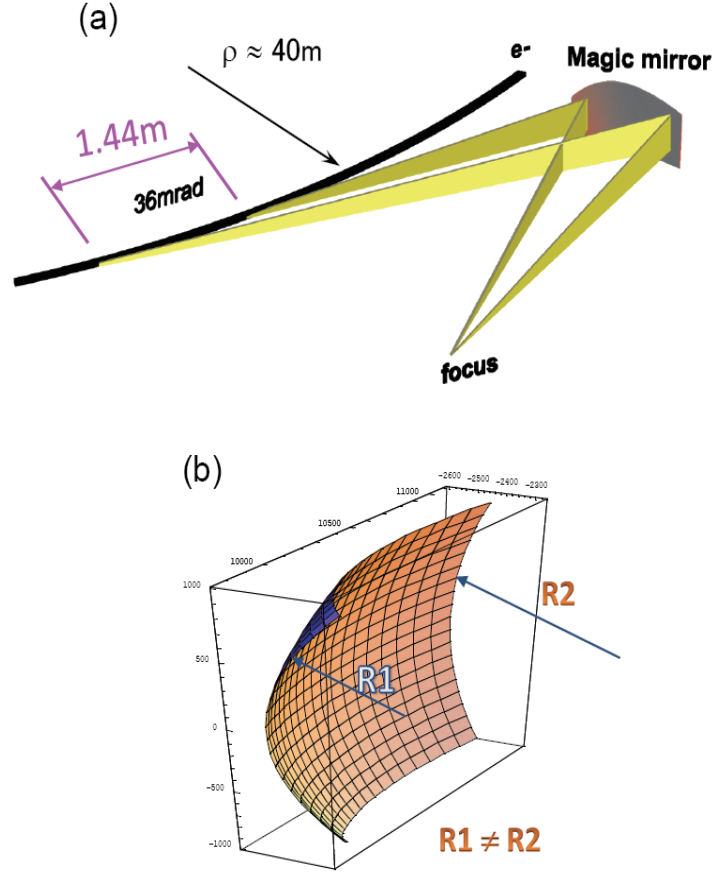 (a)
e-
ρ ≈ 40m
Magic mirror
1.44m
36mrad
focus
(b)
-2600 -2500 -2400 -2300
11000
10500
10000
1000
R2
500
R1
0
-500
-1000
R1 ≠ R2